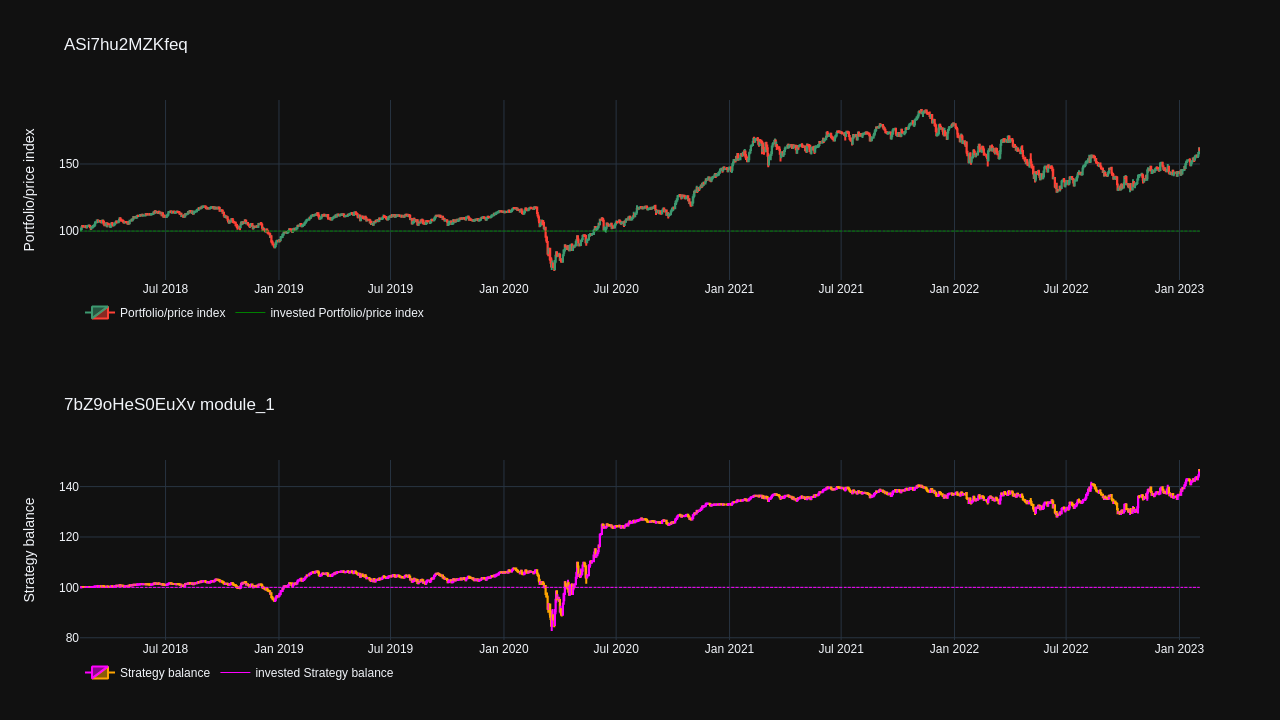 ASi7hu2MZKfeq
Portfolio/price index
150
100
Jul 2018 Jan 2019 Jul 2019 Jan 2020 Jul 2020 Jan 2021 Jul 2021 Jan 2022 Jul 2022 Jan 2023
Portfolio/price index invested Portfolio/price index
7bZ9oHeS0EuXv module_1
Strategy balance
140
120
100
80
Jul 2018 Jan 2019 Jul 2019 Jan 2020 Jul 2020 Jan 2021 Jul 2021 Jan 2022 Jul 2022 Jan 2023
Strategy balance invested Strategy balance